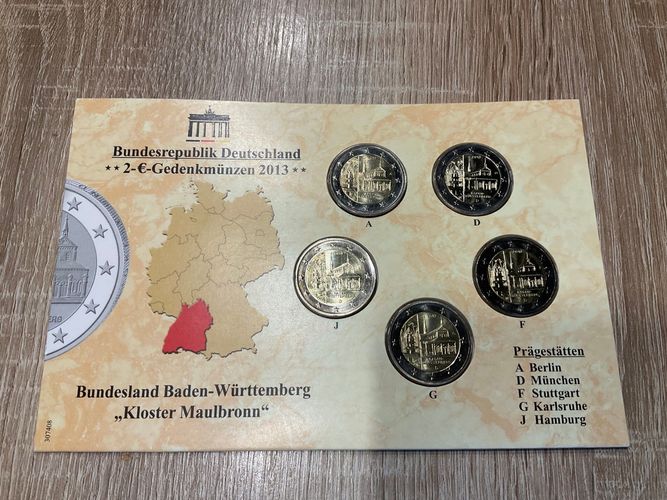 Bundesrepublik Deutschland
** 2-€-Gedenkmünzen 2013 **
A
D
J
F
G
Bundesland Baden-Württemberg
„Kloster Maulbronn“
Prägestätten
A Berlin
D München
F Stuttgart
G Karlsruhe
J Hamburg
307408